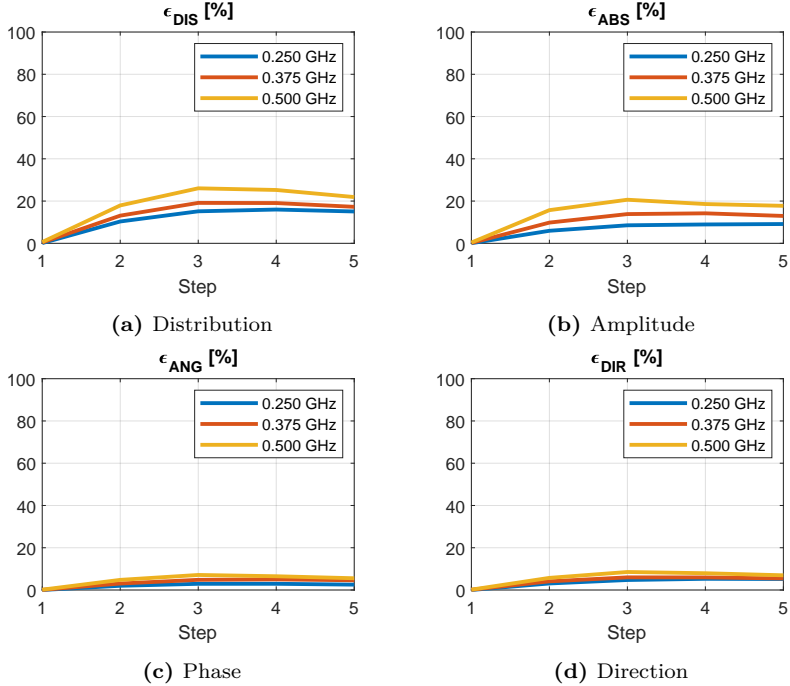 ϵDIS [%]
100
80
60
40
20
0
0.250 GHz
0.375 GHz
0.500 GHz
1 2 3 4 5
Step
(a) Distribution
ϵABS [%]
100
80
60
40
20
0
0.250 GHz
0.375 GHz
0.500 GHz
1 2 3 4 5
Step
(b) Amplitude
ϵANG [%]
100
80
60
40
20
0
0.250 GHz
0.375 GHz
0.500 GHz
1 2 3 4 5
Step
(c) Phase
ϵDIR [%]
100
80
60
40
20
0
0.250 GHz
0.375 GHz
0.500 GHz
1 2 3 4 5
Step
(d) Direction